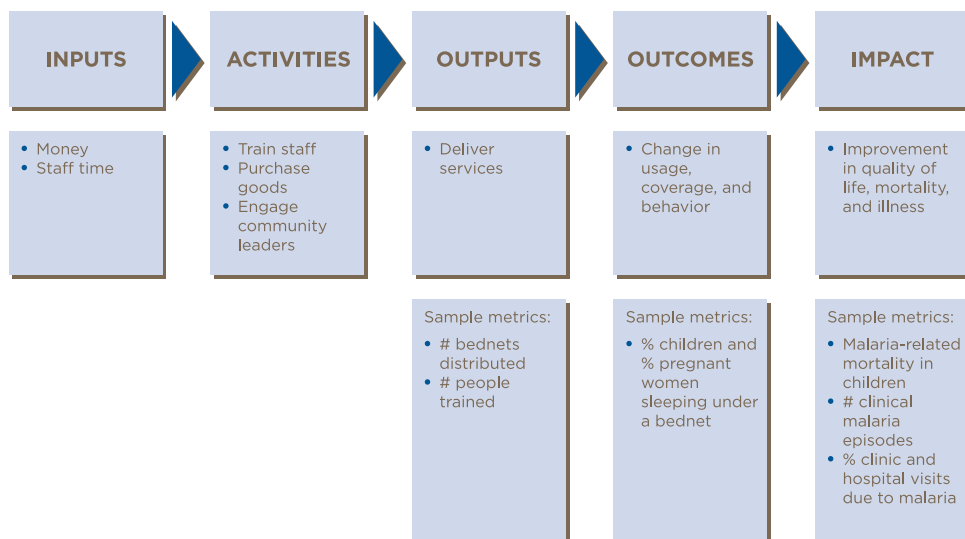 INPUTS
ACTIVITIES
OUTPUTS
OUTCOMES
IMPACT
• Money
• Staff time
• Train staff
• Purchase
goods
• Engage
community
leaders
• Deliver
services
• Change in
usage,
coverage, and
behavior
• Improvement
in quality of
life, mortality,
and illness
Sample metrics:
• # bednets
distributed
• # people
trained
Sample metrics:
• % children and
% pregnant
women
sleeping under
a bednet
Sample metrics:
• Malaria-related
mortality in
children
• # clinical
malaria
episodes
• % clinic and
hospital visits
due to malaria